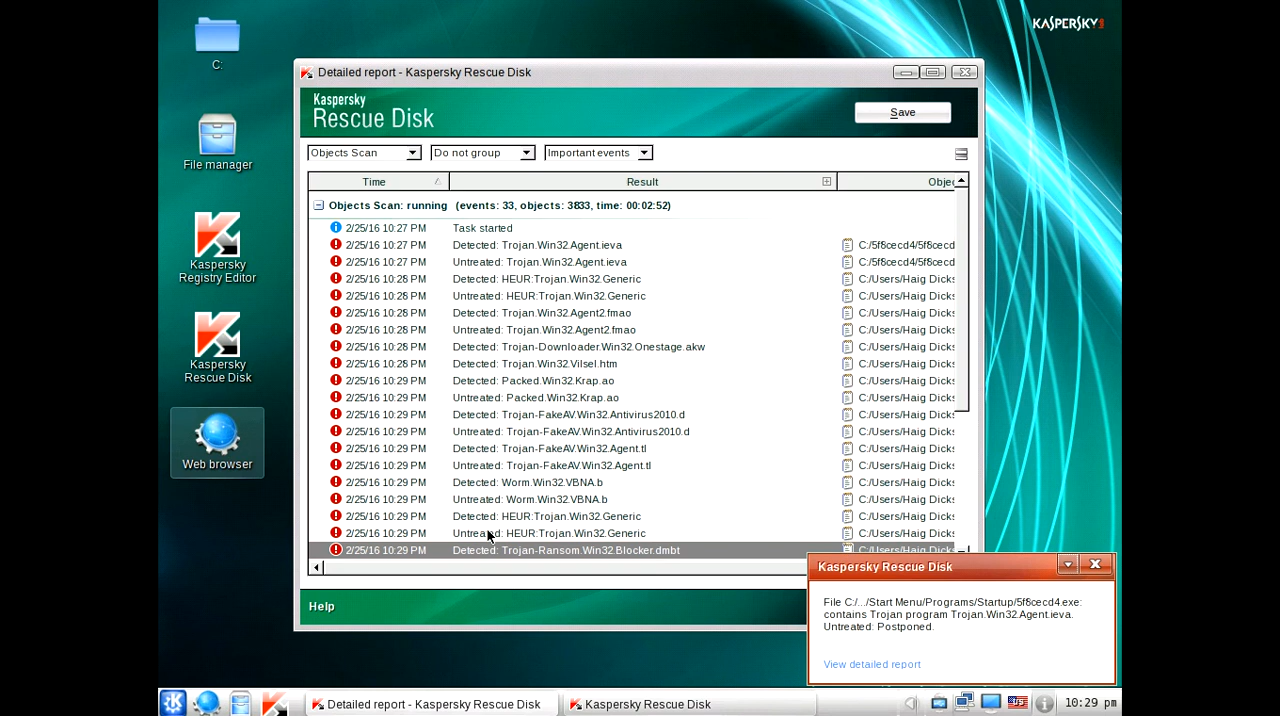 KASPERSKY
C:
File manager
Kaspersky
Registry Editor
Kaspersky
Rescue Disk
Web browser
Detailed report - Kaspersky Rescue Disk
Kaspersky
Rescue Disk
Save
Objects Scan Do not group Important events
Time Result Objec
Objects Scan: running (events: 33, objects: 3833, time: 00:02:52)
2/25/16 10:27 PM Task started
2/25/16 10:27 PM Detected: Trojan.Win32.Agent.ieva C:/5f8cecd4/5f8cecd
2/25/16 10:27 PM Untreated: Trojan.Win32.Agent.ieva C:/5f8cecd4/5f8cecd
2/25/16 10:28 PM Detected: HEUR:Trojan.Win32.Generic C:/Users/Haig Dicks
2/25/16 10:28 PM Untreated: HEUR:Trojan.Win32.Generic C:/Users/Haig Dicks
2/25/16 10:28 PM Detected: Trojan.Win32.Agent2.fmao C:/Users/Haig Dicks
2/25/16 10:28 PM Untreated: Trojan.Win32.Agent2.fmao C:/Users/Haig Dicks
2/25/16 10:28 PM Detected: Trojan-Downloader.Win32.Onestage.akw C:/Users/Haig Dicks
2/25/16 10:28 PM Detected: Trojan.Win32.Vilsel.htm C:/Users/Haig Dicks
2/25/16 10:29 PM Detected: Packed.Win32.Krap.ao C:/Users/Haig Dicks
2/25/16 10:29 PM Untreated: Packed.Win32.Krap.ao C:/Users/Haig Dicks
2/25/16 10:29 PM Detected: Trojan-FakeAV.Win32.Antivirus2010.d C:/Users/Haig Dicks
2/25/16 10:29 PM Untreated: Trojan-FakeAV.Win32.Antivirus2010.d C:/Users/Haig Dicks
2/25/16 10:29 PM Detected: Trojan-FakeAV.Win32.Agent.tl C:/Users/Haig Dicks
2/25/16 10:29 PM Untreated: Trojan-FakeAV.Win32.Agent.tl C:/Users/Haig Dicks
2/25/16 10:29 PM Detected: Worm.Win32.VBNA.b C:/Users/Haig Dicks
2/25/16 10:29 PM Untreated: Worm.Win32.VBNA.b C:/Users/Haig Dicks
2/25/16 10:29 PM Detected: HEUR:Trojan.Win32.Generic C:/Users/Haig Dicks
2/25/16 10:29 PM Untreated: HEUR:Trojan.Win32.Generic C:/Users/Haig Dicks
2/25/16 10:29 PM Detected: Trojan-Ransom.Win32.Blocker.dmbt C:/Users/Haig Dicks
Help
Kaspersky Rescue Disk
File C:/.../Start Menu/Programs/Startup/5f8cecd4.exe:
contains Trojan program Trojan.Win32.Agent.ieva.
Untreated: Postponed.
View detailed report
Detailed report - Kaspersky Rescue Disk Kaspersky Rescue Disk 10:29 pm